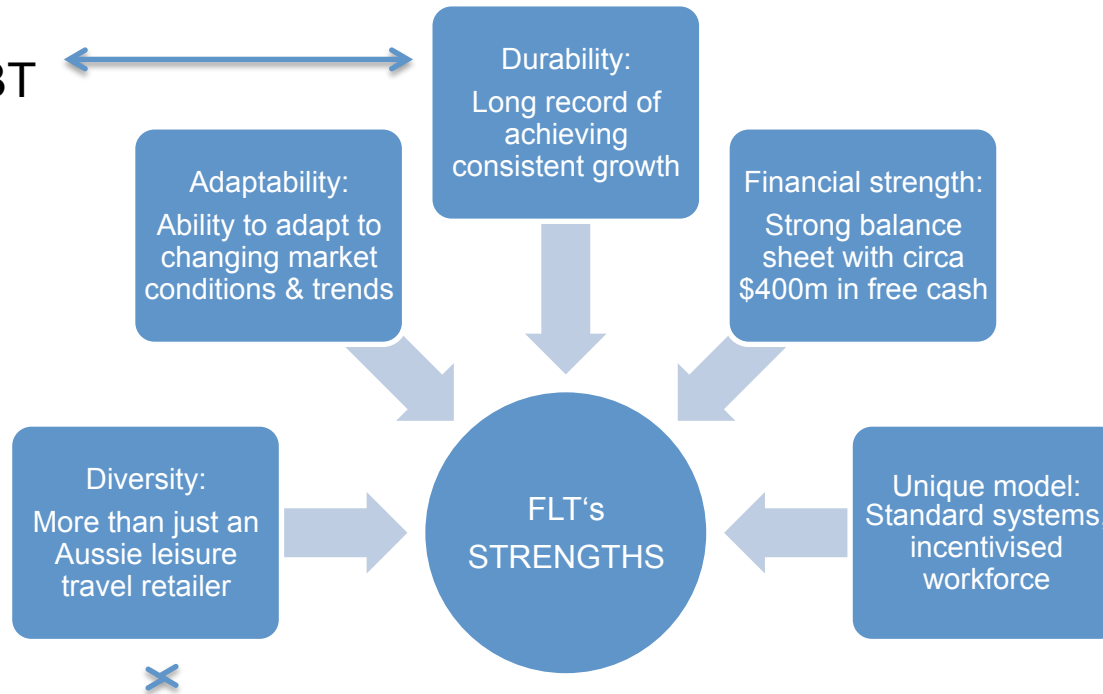 Durability:
Long record of
achieving
consistent growth
Adaptability:
Ability to adapt to
changing market
conditions & trends
Financial strength:
Strong balance
sheet with circa
$400m in free cash
Diversity:
More than just an
Aussie leisure
travel retailer
FLT‘s
STRENGTHS
Unique model:
Standard systems,
incentivised
workforce